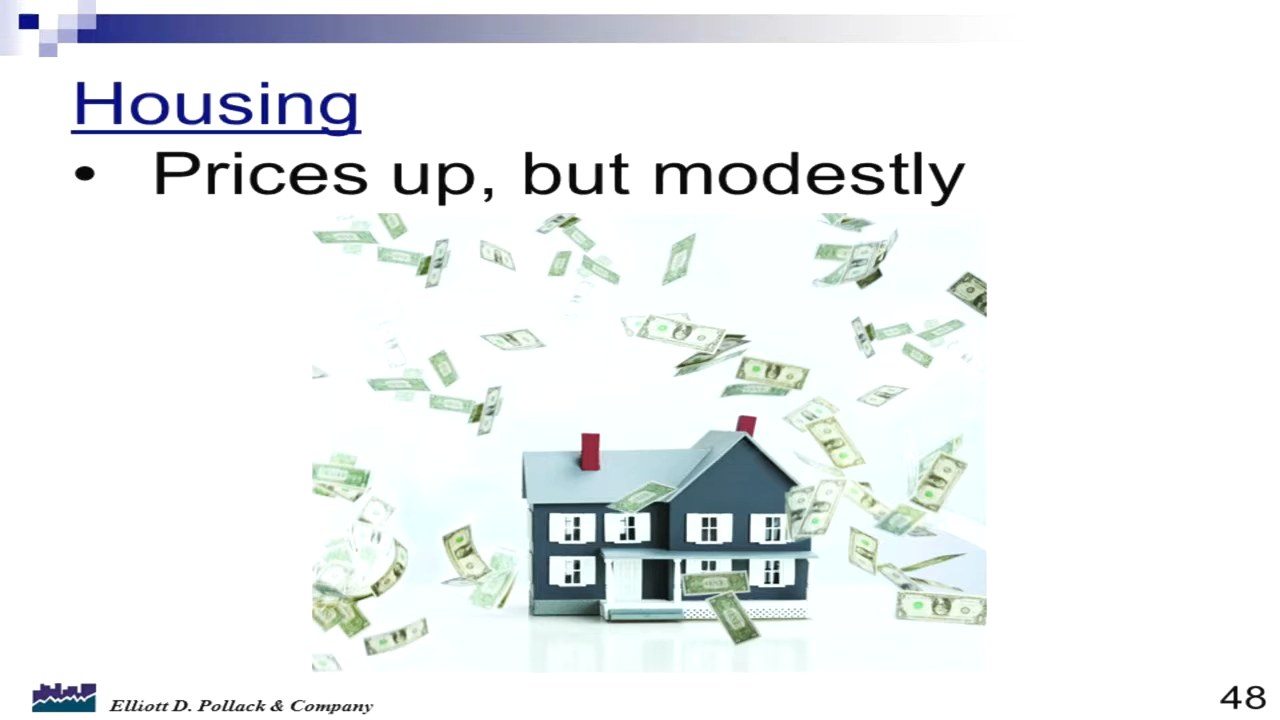 Housing
• Prices up, but modestly
Elliott D. Pollack & Company
48